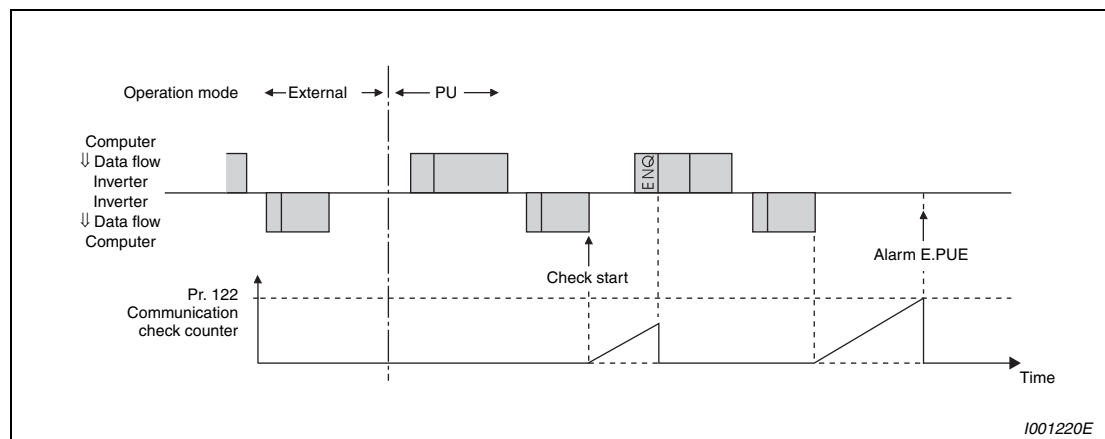 Operation mode
External
PU
Computer
⇓ Data flow
Inverter
Inverter
⇓ Data flow
Computer
ENQ
Alarm E.PUE
Check start
Pr. 122
Communication
check counter
Time
I001220E